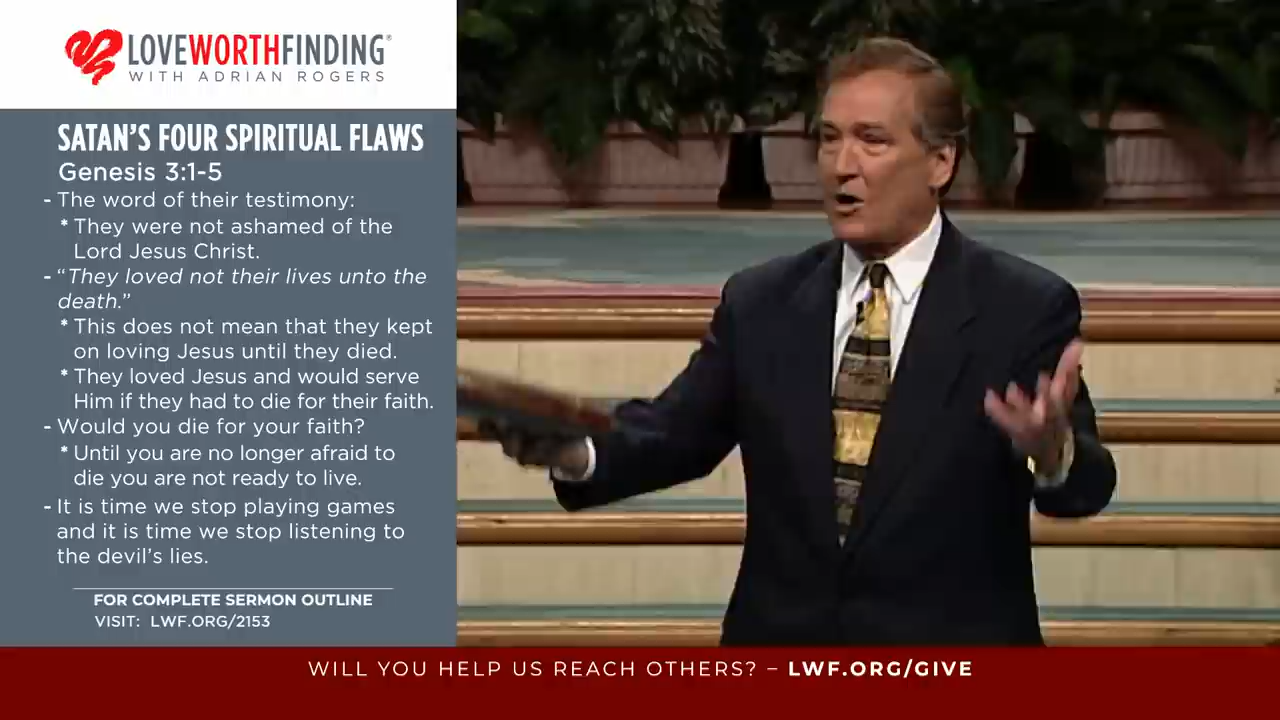 LOVEWORTHFINDING®
WITH ADRIAN ROGERS
SATAN'S FOUR SPIRITUAL FLAWS
Genesis 3:1-5
- The word of their testimony:
* They were not ashamed of the
Lord Jesus Christ.
- “They loved not their lives unto the
death.”
* This does not mean that they kept
on loving Jesus until they died.
* They loved Jesus and would serve
Him if they had to die for their faith.
- Would you die for your faith?
* Until you are no longer afraid to
die you are not ready to live.
- It is time we stop playing games
and it is time we stop listening to
the devil’s lies.
FOR COMPLETE SERMON OUTLINE
VISIT: LWF.ORG/2153
WILL YOU HELP US REACH OTHERS? – LWF.ORG/GIVE